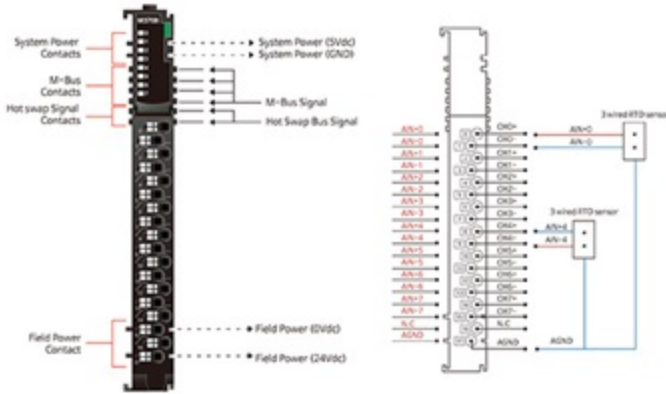 System Power
Contacts
M-Bus
Contacts
Hot swap Signal
Contacts
Field Power
Contact
System Power (5Vdc)
System Power (GND)
M-Bus Signal
Hot Swap Bus Signal
Field Power (0Vdc)
Field Power (24Vdc)
AIN+0
AIN-0
AIN+1
AIN-1
AIN+2
AIN-2
AIN+3
AIN-3
AIN+4
AIN-4
AIN+5
AIN-5
AIN+6
AIN-6
AIN+7
AIN-7
N.C
AGND
CH0+
CH0-
CH1+
CH1-
CH2+
CH2-
CH3+
CH3-
CH4+
CH4-
CH5+
CH5-
CH6+
CH6-
CH7+
CH7-
N.C
AGND
3 wired RTD sensor
AIN+0
AIN-0
3 wired RTD sensor
AIN+4
AIN-4
AGND